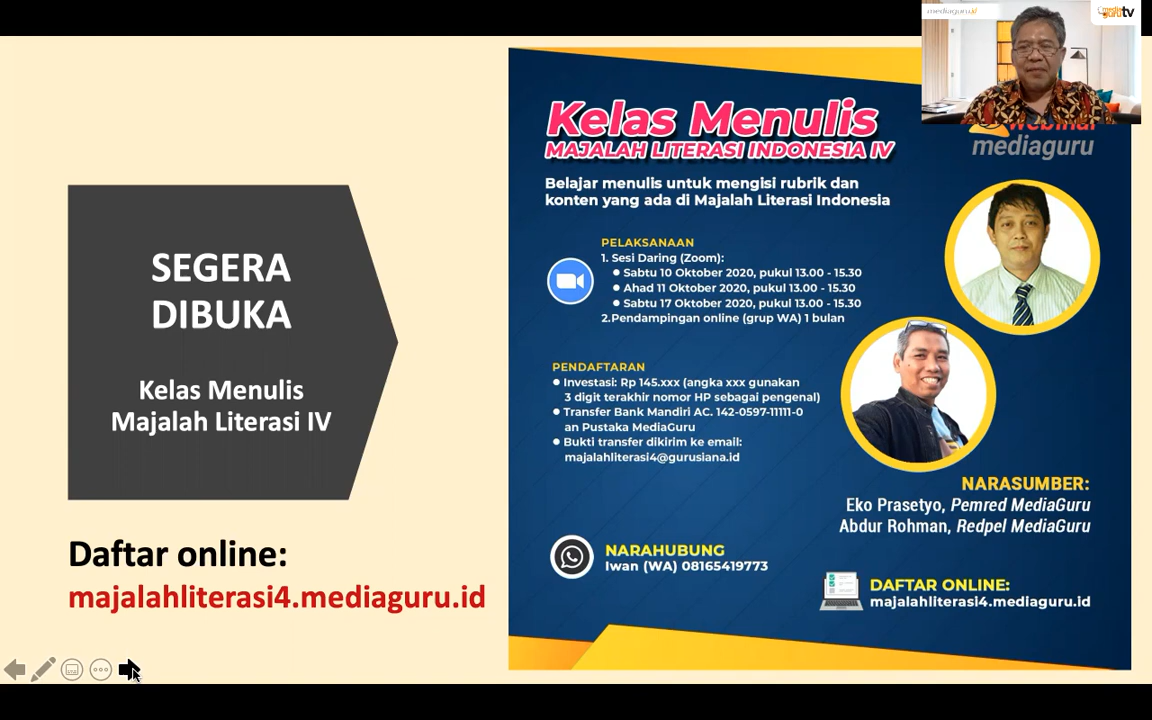 mediaguru.id
media
guru tv
SEGERA
DIBUKA
Kelas Menulis
Majalah Literasi IV
Daftar online:
majalahliterasi4.mediaguru.id
Kelas Menulis
MAJALAH LITERASI INDONESIA IV
webinar
mediaguru
Belajar menulis untuk mengisi rubrik dan
konten yang ada di Majalah Literasi Indonesia
PELAKSANAAN
1. Sesi Daring (Zoom):
● Sabtu 10 Oktober 2020, pukul 13.00 - 15.30
● Ahad 11 Oktober 2020, pukul 13.00 - 15.30
● Sabtu 17 Oktober 2020, pukul 13.00 - 15.30
2.Pendampingan online (grup WA) 1 bulan
PENDAFTARAN
● Investasi: Rp 145.xxx (angka xxx gunakan
3 digit terakhir nomor HP sebagai pengenal)
● Transfer Bank Mandiri AC. 142-0597-11111-0
an Pustaka MediaGuru
● Bukti transfer dikirim ke email:
majalahliterasi4@gurusiana.id
NARASUMBER:
Eko Prasetyo, Pemred MediaGuru
Abdur Rohman, Redpel MediaGuru
NARAHUBUNG
Iwan (WA) 08165419773
DAFTAR ONLINE:
majalahliterasi4.mediaguru.id